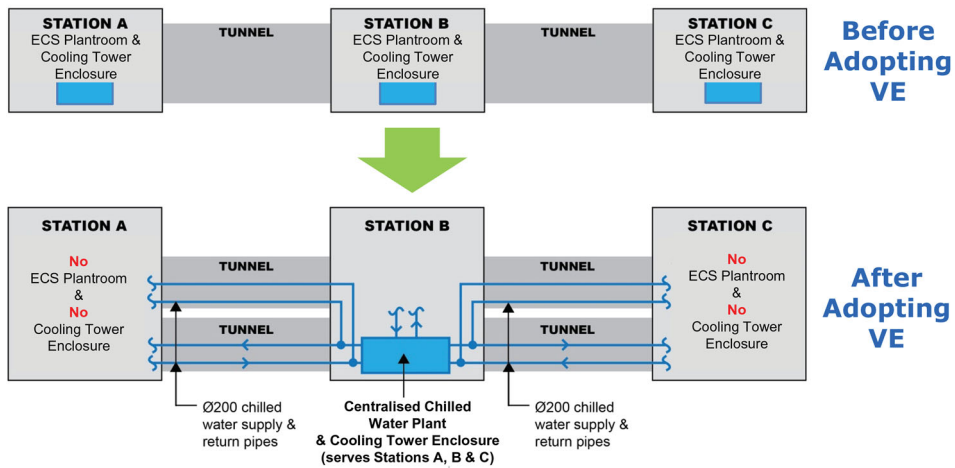 STATION A
ECS Plantroom &
Cooling Tower
Enclosure
TUNNEL
STATION B
ECS Plantroom &
Cooling Tower
Enclosure
TUNNEL
STATION C
ECS Plantroom &
Cooling Tower
Enclosure
Before
Adopting
VE
STATION A
No
ECS Plantroom
&
No
Cooling Tower
Enclosure
TUNNEL
TUNNEL
STATION B
TUNNEL
TUNNEL
STATION C
No
ECS Plantroom
&
No
Cooling Tower
Enclosure
After
Adopting
VE
Ø200 chilled
water supply &
return pipes
Centralised Chilled
Water Plant
& Cooling Tower Enclosure
(serves Stations A, B & C)
Ø200 chilled
water supply &
return pipes